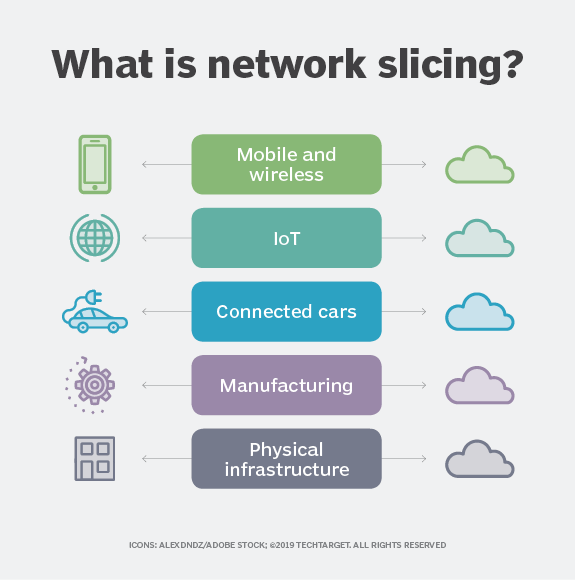 What is network slicing?
Mobile and
wireless
IoT
Connected cars
Manufacturing
Physical
infrastructure
ICONS: ALEXDNDZ/ADOBE STOCK; ©2019 TECHTARGET. ALL RIGHTS RESERVED